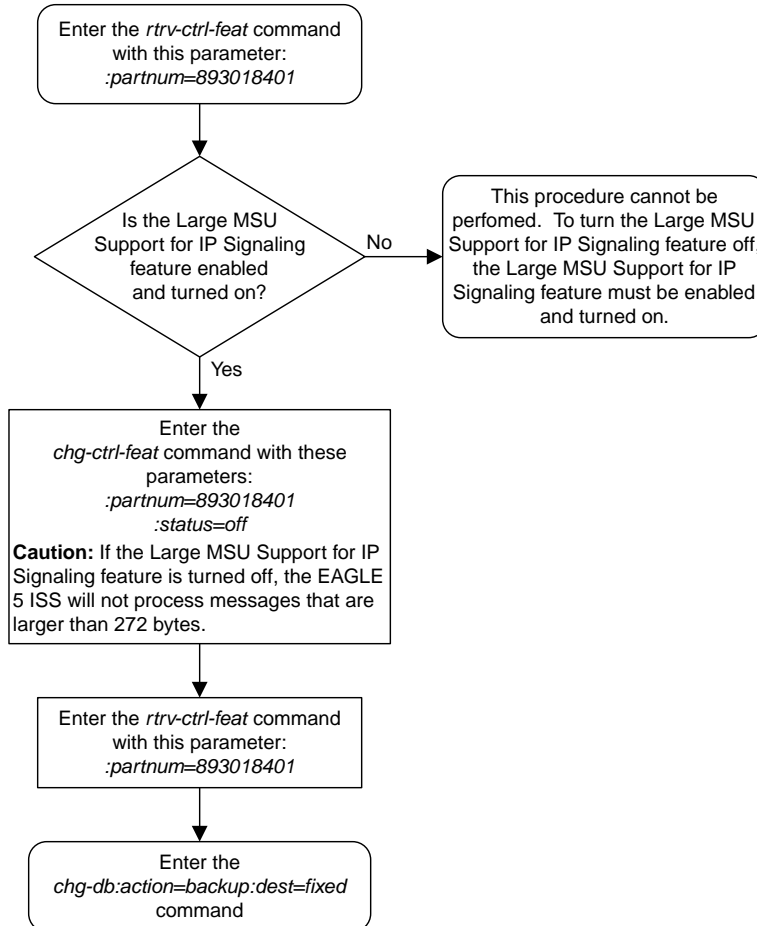 Enter the rtrv-ctrl-feat command
with this parameter:
:partnum=893018401
Is the Large MSU
Support for IP Signaling
feature enabled
and turned on?
No
This procedure cannot be
perfomed. To turn the Large MSU
Support for IP Signaling feature off,
the Large MSU Support for IP
Signaling feature must be enabled
and turned on.
Yes
Enter the
chg-ctrl-feat command with these
parameters:
:partnum=893018401
:status=off
Caution: If the Large MSU Support for IP
Signaling feature is turned off, the EAGLE
5 ISS will not process messages that are
larger than 272 bytes.
Enter the rtrv-ctrl-feat command
with this parameter:
:partnum=893018401
Enter the
chg-db:action=backup:dest=fixed
command